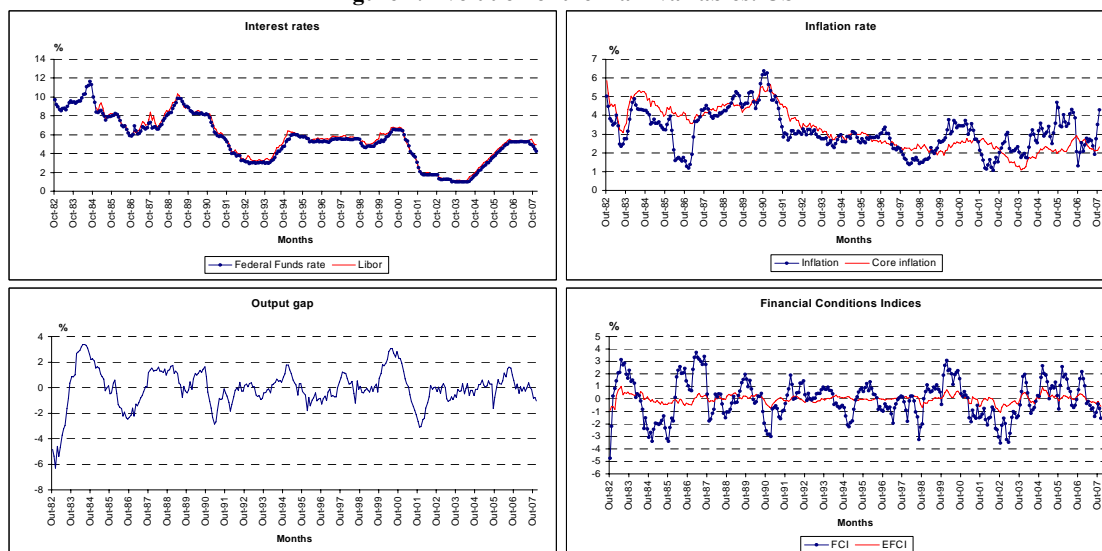 Interest rates
%
14
12
10
8
6
4
2
0
Oct-82 Oct-83 Oct-84 Oct-85 Oct-86 Oct-87 Oct-88 Oct-89 Oct-90 Oct-91 Oct-92 Oct-93 Oct-94 Oct-95 Oct-96 Oct-97 Oct-98 Oct-99 Oct-00 Oct-01 Oct-02 Oct-03 Oct-04 Oct-05 Oct-06 Oct-07
Months
Federal Funds rate Libor
Inflation rate
%
7
6
5
4
3
2
1
0
Out-82 Out-83 Out-84 Out-85 Out-86 Out-87 Out-88 Out-89 Out-90 Out-91 Out-92 Out-93 Out-94 Out-95 Out-96 Out-97 Out-98 Out-99 Out-00 Out-01 Out-02 Out-03 Out-04 Out-05 Out-06 Out-07
Months
Inflation Core inflation
Output gap
%
4
2
0
-2
-4
-6
-8
Out-82 Out-83 Out-84 Out-85 Out-86 Out-87 Out-88 Out-89 Out-90 Out-91 Out-92 Out-93 Out-94 Out-95 Out-96 Out-97 Out-98 Out-99 Out-00 Out-01 Out-02 Out-03 Out-04 Out-05 Out-06 Out-07
Months
Financial Conditions Indices
%
5
4
3
2
1
0
-1
-2
-3
-4
-5
-6
Out-82 Out-83 Out-84 Out-85 Out-86 Out-87 Out-88 Out-89 Out-90 Out-91 Out-92 Out-93 Out-94 Out-95 Out-96 Out-97 Out-98 Out-99 Out-00 Out-01 Out-02 Out-03 Out-04 Out-05 Out-06 Out-07
Months
FCI EFCI